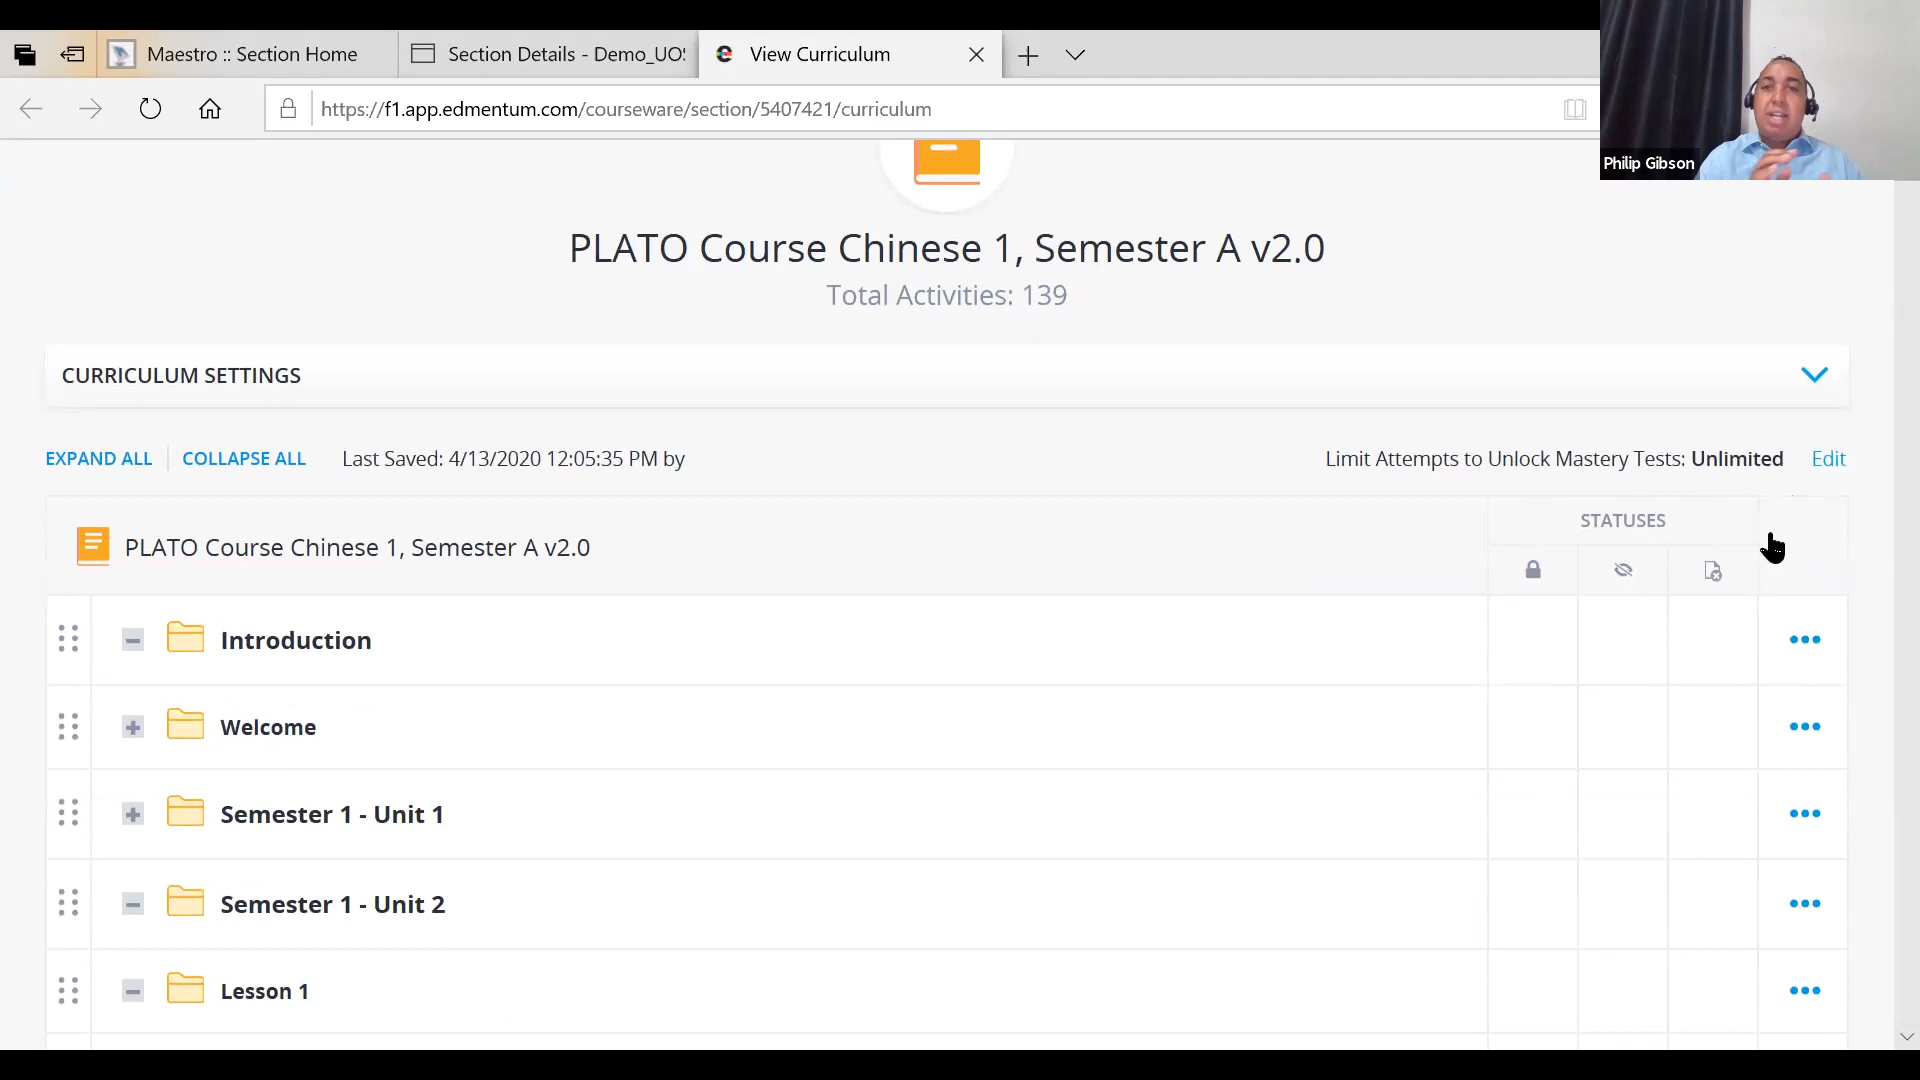 Maestro :: Section Home
Section Details - Demo_UO
View Curriculum
https://f1.app.edmentum.com/courseware/section/5407421/curriculum
Philip Gibson
PLATO Course Chinese 1, Semester A v2.0
Total Activities: 139
CURRICULUM SETTINGS
EXPAND ALL
COLLAPSE ALL
Last Saved: 4/13/2020 12:05:35 PM by
Limit Attempts to Unlock Mastery Tests: Unlimited
Edit
STATUSES
PLATO Course Chinese 1, Semester A v2.0
Introduction
Welcome
Semester 1 - Unit 1
Semester 1 - Unit 2
Lesson 1